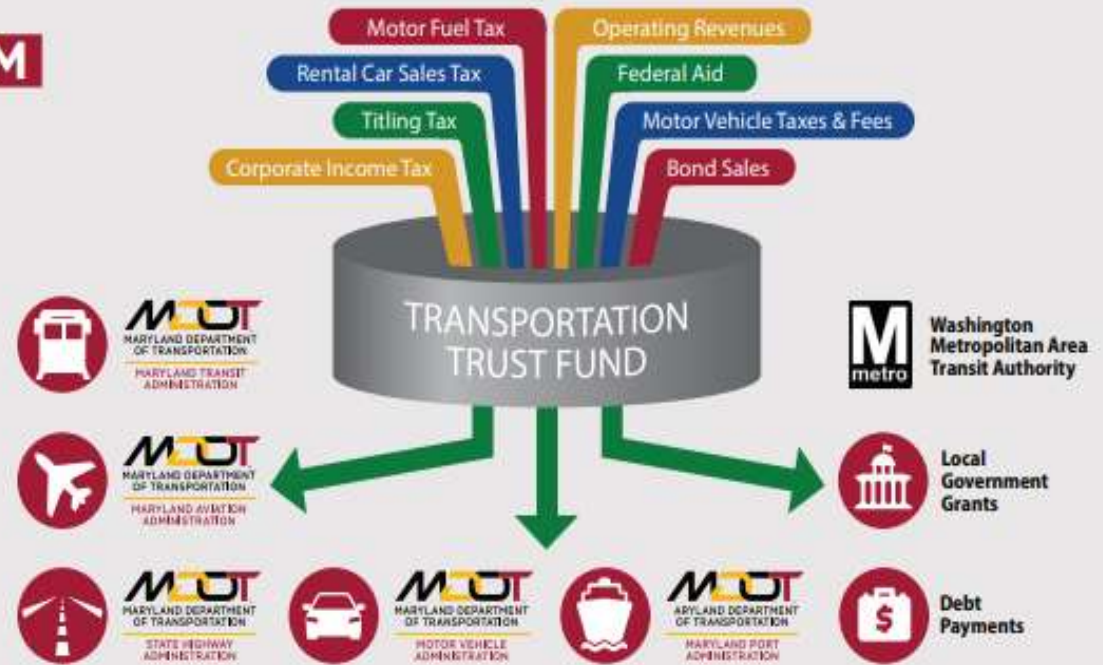 M
Motor Fuel Tax
Operating Revenues
Rental Car Sales Tax
Federal Aid
Titling Tax
Motor Vehicle Taxes & Fees
Corporate Income Tax
Bond Sales
TRANSPORTATION
TRUST FUND
MDOT
MARYLAND DEPARTMENT
OF TRANSPORTATION
MARYLAND TRANSIT
ADMINISTRATION
M
metro
Washington
Metropolitan Area
Transit Authority
MDOT
MARYLAND DEPARTMENT
OF TRANSPORTATION
MARYLAND AVIATION
ADMINISTRATION
Local
Government
Grants
MDOT
MARYLAND DEPARTMENT
OF TRANSPORTATION
STATE HIGHWAY
ADMINISTRATION
MDOT
MARYLAND DEPARTMENT
OF TRANSPORTATION
MOTOR VEHICLE
ADMINISTRATION
MDOT
ARYLAND DEPARTMENT
OF TRANSPORTATION
MARYLAND PORT
ADMINISTRATION
$
Debt
Payments